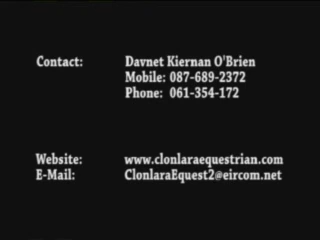 Contact: Davnet Kiernan O'Brien
Mobile: 087-689-2372
Phone: 061-354-172
Website: www.clonlaraequestrian.com
E-Mail: ClonlaraEquest2@eircom.net